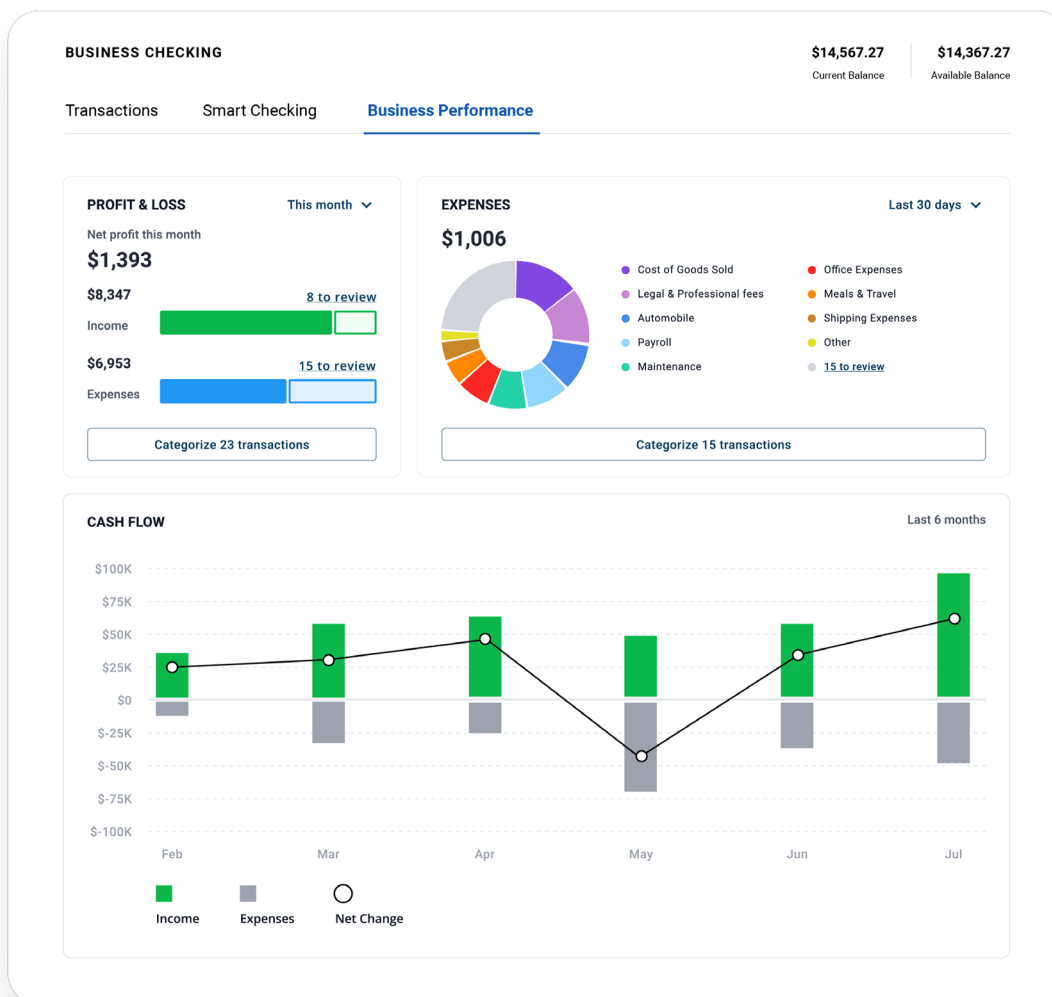 BUSINESS CHECKING
$14,567.27
Current Balance
$14,367.27
Available Balance
Transactions
Smart Checking
Business Performance
PROFIT & LOSS
This month
Net profit this month
$1,393
$8,347
8 to review
Income
$6,953
15 to review
Expenses
Categorize 23 transactions
EXPENSES
Last 30 days
$1,006
Cost of Goods Sold
Legal & Professional fees
Automobile
Payroll
Maintenance
Office Expenses
Meals & Travel
Shipping Expenses
Other
15 to review
Categorize 15 transactions
CASH FLOW
Last 6 months
$100K
$75K
$50K
$25K
$0
$-25K
$-50K
$-75K
$-100K
Feb
Mar
Apr
May
Jun
Jul
Income
Expenses
Net Change